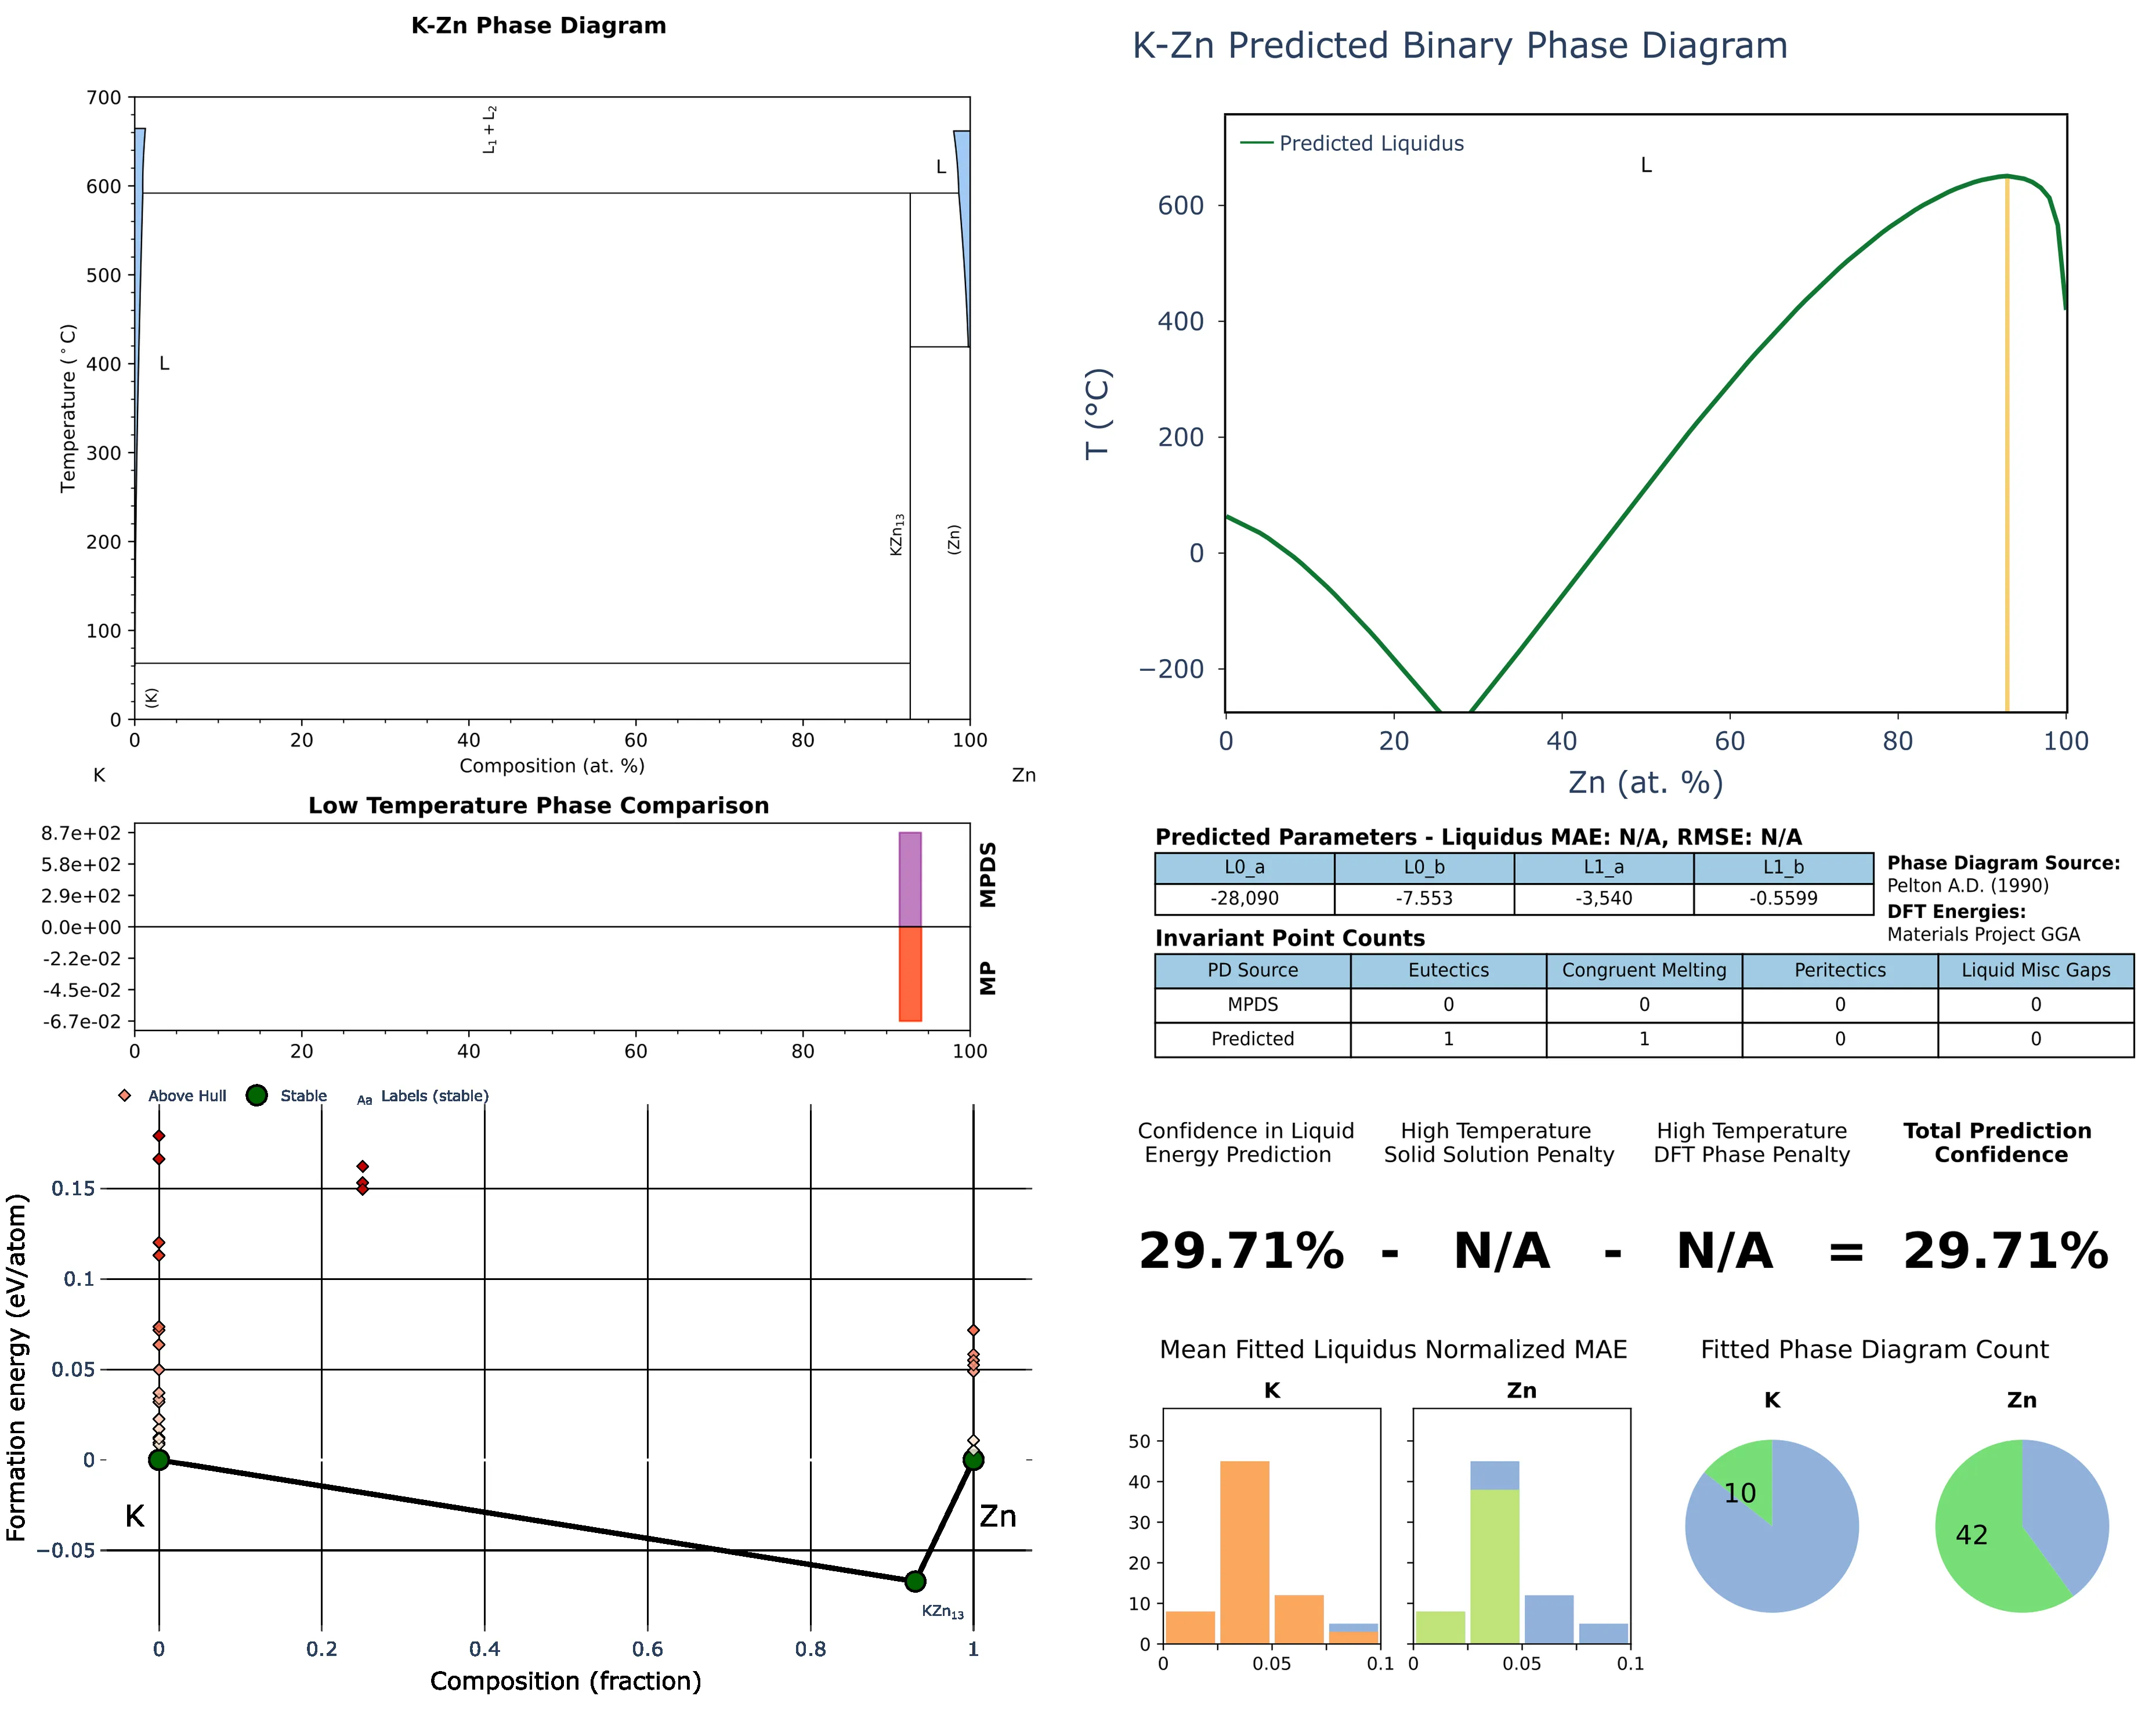 K-Zn Phase Diagram
700
600
500
400
300
200
100
0
Temperature (°C)
L₁ + L₂
L
L
KZn₁₃
(Zn)
(K)
0 20 40 60 80 100
Composition (at. %)
K Zn
Low Temperature Phase Comparison
8.7e+02
5.8e+02
2.9e+02
0.0e+00
-2.2e-02
-4.5e-02
-6.7e-02
MPDS
MP
0 20 40 60 80 100
Above Hull Stable Aa Labels (stable)
0.15
0.1
0.05
0
−0.05
Formation energy (eV/atom)
K
Zn
KZn₁₃
0 0.2 0.4 0.6 0.8 1
Composition (fraction)
K-Zn Predicted Binary Phase Diagram
Predicted Liquidus
L
600
400
200
0
−200
T (°C)
0 20 40 60 80 100
Zn (at. %)
Predicted Parameters - Liquidus MAE: N/A, RMSE: N/A
L0_a L0_b L1_a L1_b
-28,090 -7.553 -3,540 -0.5599
Phase Diagram Source:
Pelton A.D. (1990)
DFT Energies:
Materials Project GGA
Invariant Point Counts
PD Source Eutectics Congruent Melting Peritectics Liquid Misc Gaps
MPDS 0 0 0 0
Predicted 1 1 0 0
Confidence in Liquid
Energy Prediction
High Temperature
Solid Solution Penalty
High Temperature
DFT Phase Penalty
Total Prediction
Confidence
29.71% - N/A - N/A = 29.71%
Mean Fitted Liquidus Normalized MAE
K
Zn
50
40
30
20
10
0
0 0.05 0.1
0 0.05 0.1
Fitted Phase Diagram Count
K
10
Zn
42